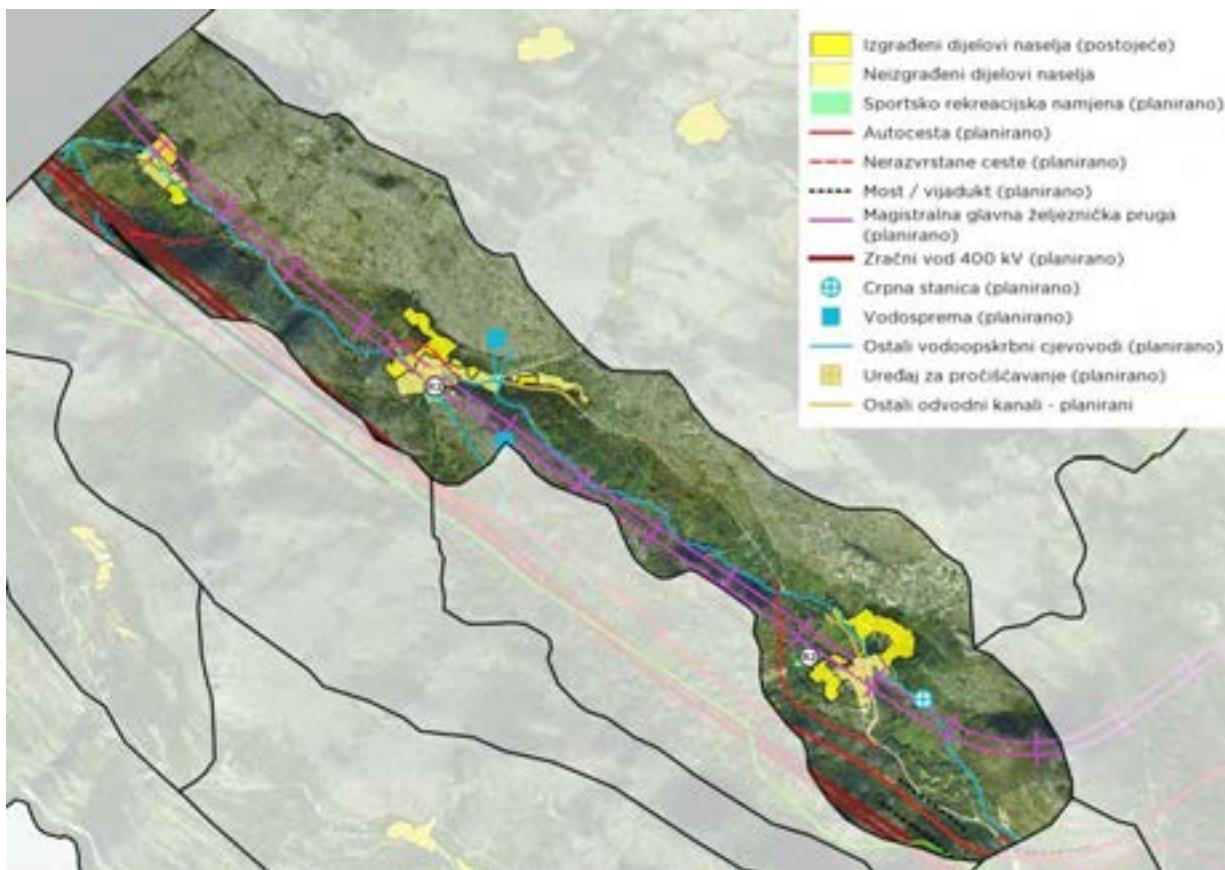 Izgrađeni dijelovi naselja (postojeće)
Neizgrađeni dijelovi naselja
Sportsko rekreacijska namjena (planirano)
Autocesta (planirano)
Nerazvrstane ceste (planirano)
Most / vijadukt (planirano)
Magistralna glavna željeznička pruga
(planirano)
Zračni vod 400 kV (planirano)
Crpna stanica (planirano)
Vodosprema (planirano)
Ostali vodoopskrbni cjevovodi (planirano)
Uređaj za pročišćavanje (planirano)
Ostali odvodni kanali - planirani